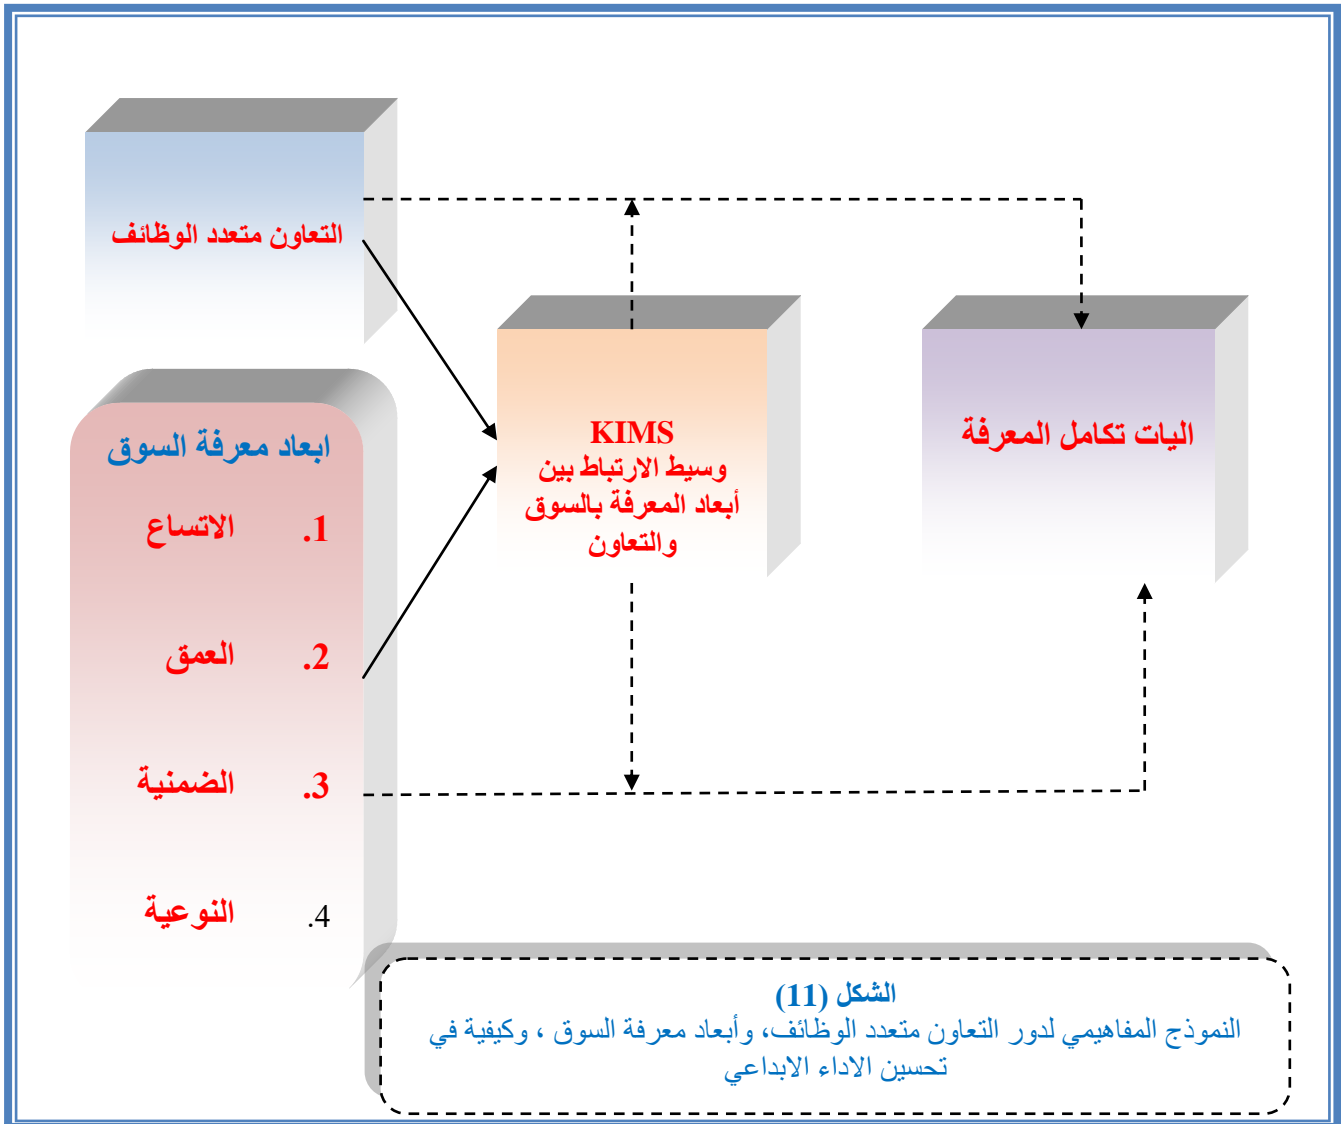 التعاون متعدد الوظائف
ابعاد معرفة السوق
1. الاتساع
2. العمق
3. الضمنية
4. النوعية
KIMS
وسيط الارتباط بين
أبعاد المعرفة بالسوق
والتعاون
اليات تكامل المعرفة
الشكل (11)
النموذج المفاهيمي لدور التعاون متعدد الوظائف، وأبعاد معرفة السوق ، وكيفية في
تحسين الاداء الابداعي